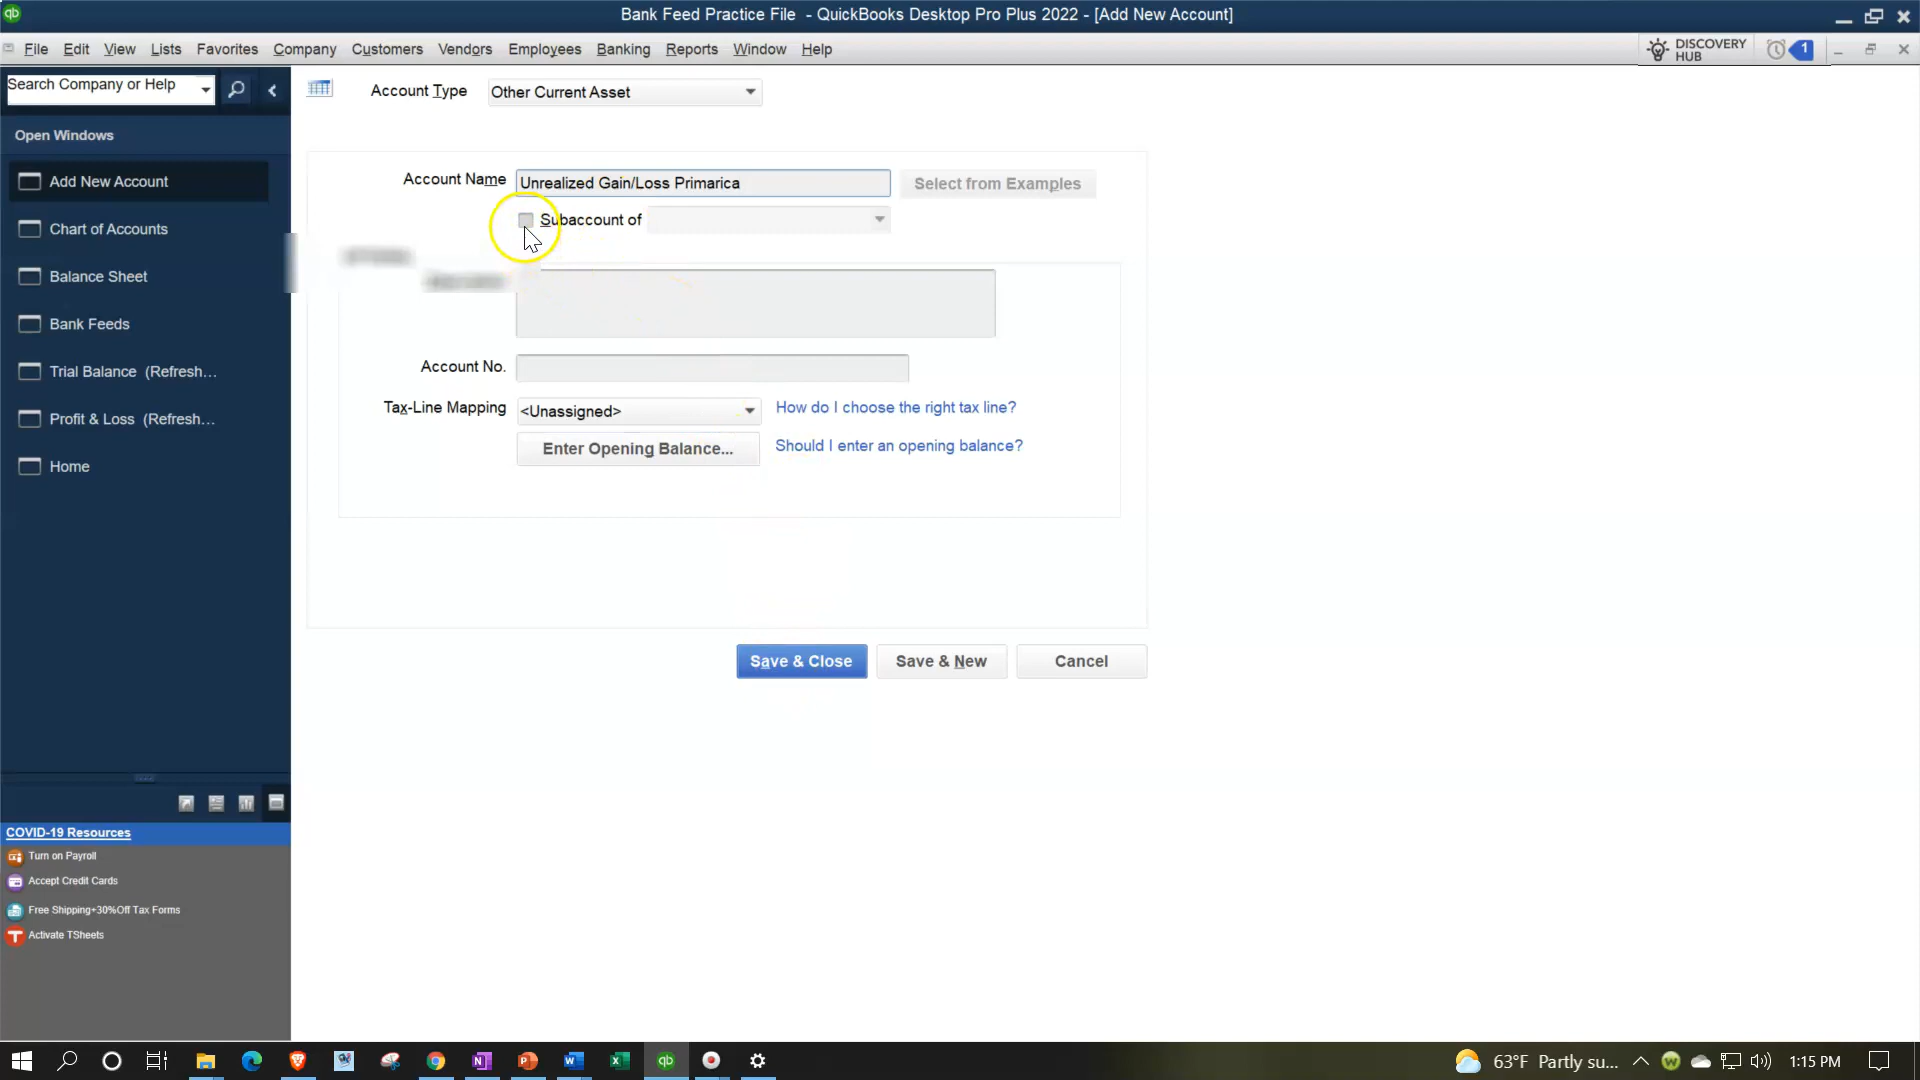 Bank Feed Practice File - QuickBooks Desktop Pro Plus 2022 - [Add New Account]
File Edit View Lists Favorites Company Customers Vendors Employees Banking Reports Window Help
DISCOVERY
HUB
1
Search Company or Help
Account Type Other Current Asset
Open Windows
Add New Account
Chart of Accounts
Balance Sheet
Bank Feeds
Trial Balance (Refresh...
Profit & Loss (Refresh...
Home
Account Name Unrealized Gain/Loss Primarica Select from Examples
Subaccount of
Account No.
Tax-Line Mapping <Unassigned> How do I choose the right tax line?
Enter Opening Balance... Should I enter an opening balance?
Save & Close Save & New Cancel
COVID-19 Resources
Turn on Payroll
Accept Credit Cards
Free Shipping+30%Off Tax Forms
Activate TSheets
63°F Partly su... 1:15 PM